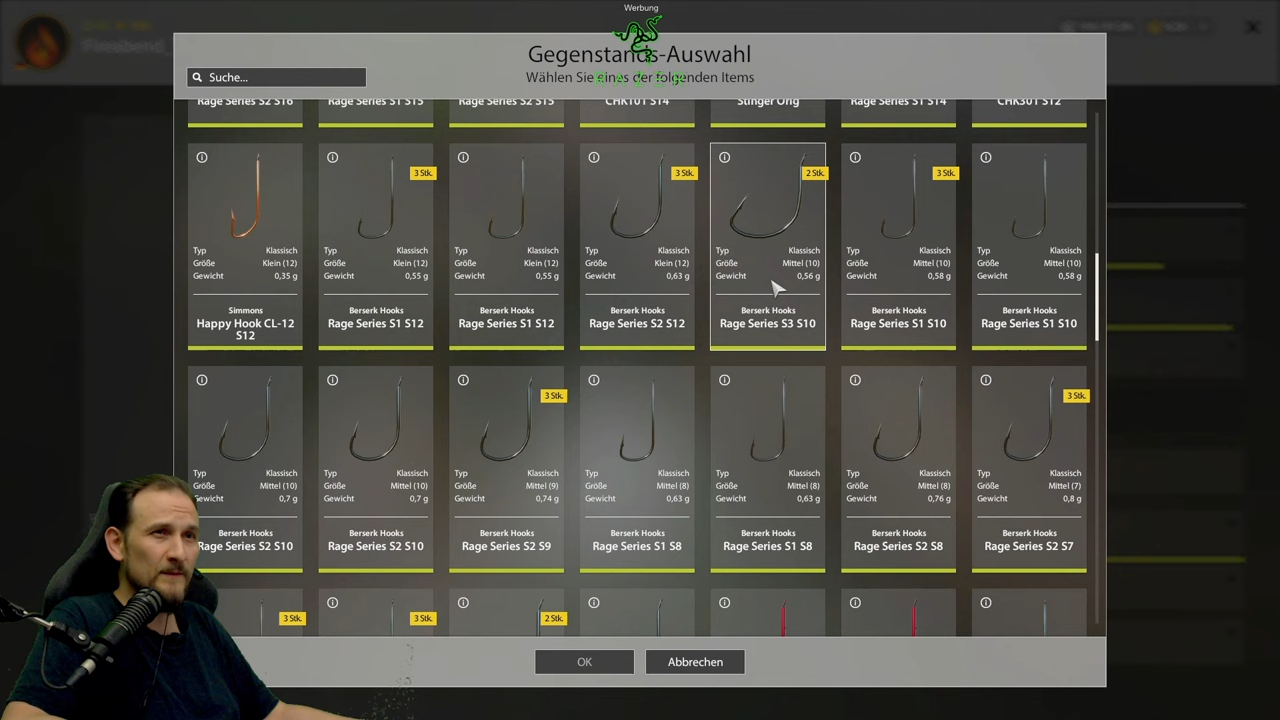 Werbung
Gegenstands-Auswahl
Wählen Sie eines der folgenden Items
Suche...
RAZER
Rage Series S2 S16
Rage Series S1 S15
Rage Series S2 S15
CHK101 S14
Stinger Orig
Rage Series S1 S14
CHK301 S12
Typ Klassisch
Größe Klein (12)
Gewicht 0,35 g
Simmons
Happy Hook CL-12
S12
3 Stk.
Typ Klassisch
Größe Klein (12)
Gewicht 0,55 g
Berserk Hooks
Rage Series S1 S12
Typ Klassisch
Größe Klein (12)
Gewicht 0,55 g
Berserk Hooks
Rage Series S1 S12
3 Stk.
Typ Klassisch
Größe Klein (12)
Gewicht 0,63 g
Berserk Hooks
Rage Series S2 S12
2 Stk.
Typ Klassisch
Größe Mittel (10)
Gewicht 0,56 g
Berserk Hooks
Rage Series S3 S10
3 Stk.
Typ Klassisch
Größe Mittel (10)
Gewicht 0,58 g
Berserk Hooks
Rage Series S1 S10
Typ Klassisch
Größe Mittel (10)
Gewicht 0,58 g
Berserk Hooks
Rage Series S1 S10
Typ Klassisch
Größe Mittel (10)
Gewicht 0,7 g
Berserk Hooks
Rage Series S2 S10
Typ Klassisch
Größe Mittel (10)
Gewicht 0,7 g
Berserk Hooks
Rage Series S2 S10
3 Stk.
Typ Klassisch
Größe Mittel (9)
Gewicht 0,74 g
Berserk Hooks
Rage Series S2 S9
Typ Klassisch
Größe Mittel (8)
Gewicht 0,63 g
Berserk Hooks
Rage Series S1 S8
Typ Klassisch
Größe Mittel (8)
Gewicht 0,63 g
Berserk Hooks
Rage Series S1 S8
Typ Klassisch
Größe Mittel (8)
Gewicht 0,76 g
Berserk Hooks
Rage Series S2 S8
3 Stk.
Typ Klassisch
Größe Mittel (7)
Gewicht 0,8 g
Berserk Hooks
Rage Series S2 S7
3 Stk.
3 Stk.
2 Stk.
OK
Abbrechen